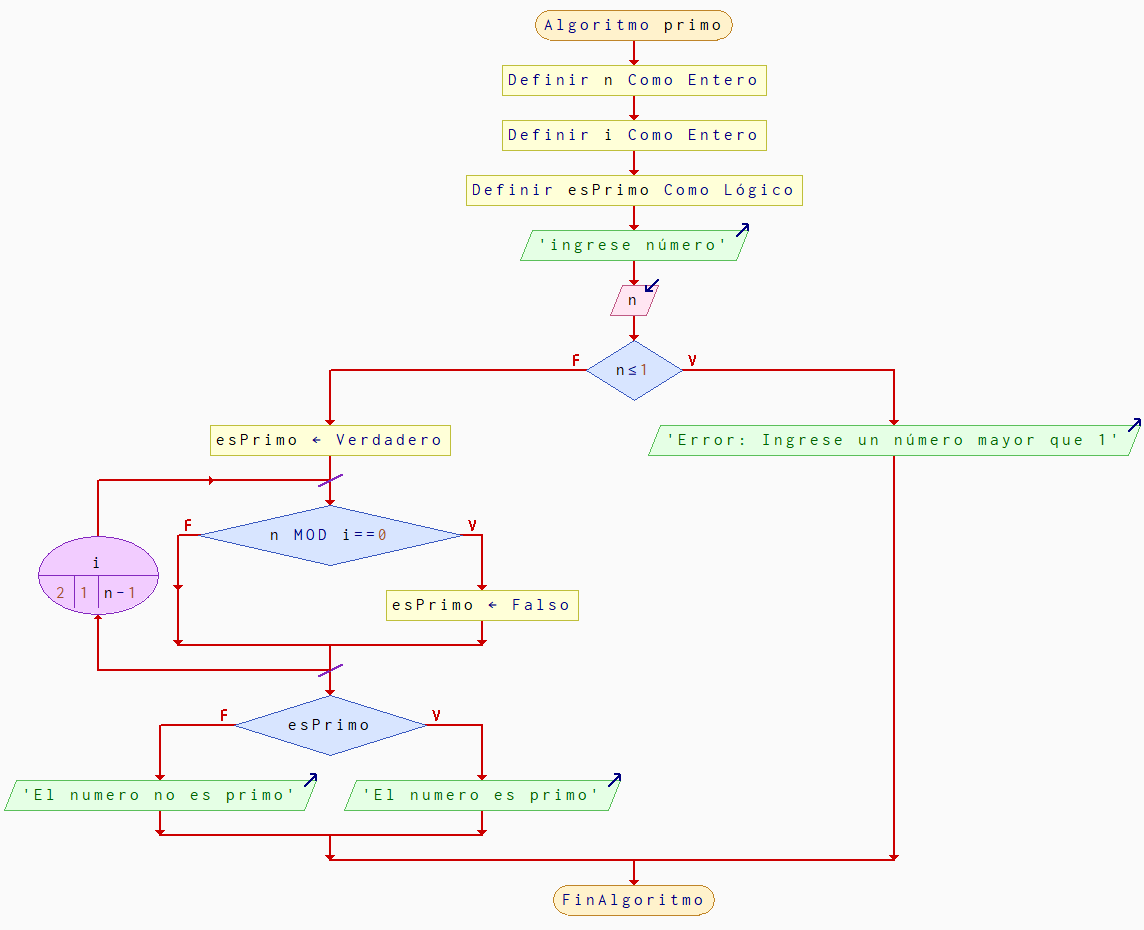 Algoritmo primo
Definir n Como Entero
Definir i Como Entero
Definir esPrimo Como Lógico
'ingrese número'
n
n≤1
F
V
esPrimo ← Verdadero
'Error: Ingrese un número mayor que 1'
n MOD i==0
F
V
i
2 1 n-1
esPrimo ← Falso
esPrimo
F
V
'El numero no es primo'
'El numero es primo'
FinAlgoritmo